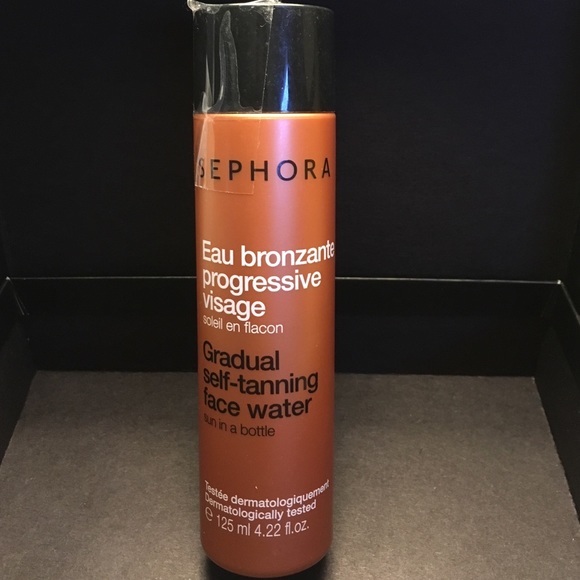 SEPHORA
Eau bronzante
progressive
visage
soleil en flacon
Gradual
self-tanning
face water
sun in a bottle
Testée dermatologiquement
Dermatologically tested
℮ 125 ml 4.22 fl.oz.